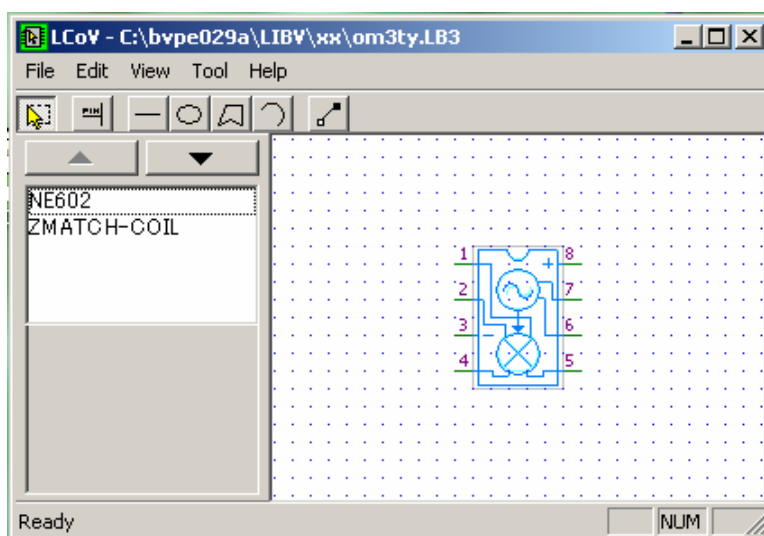 LCoV - C:\bvpe029a\LIBV\xx\om3ty.LB3
File Edit View Tool Help
PIN
NE602
ZMATCH-COIL
1 8
+
2 7
3 6
-
4 5
Ready NUM